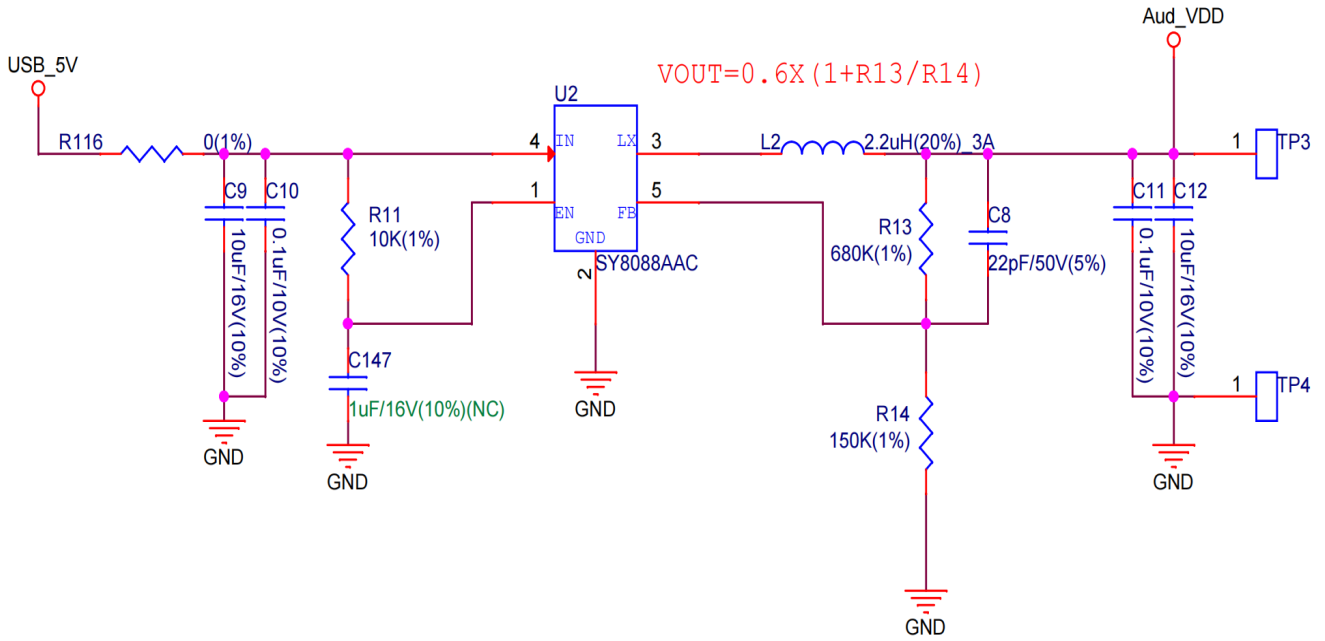 Aud_VDD
USB_5V
VOUT=0.6X(1+R13/R14)
U2
R116
0(1%)
4
IN
LX
3
L2
2.2uH(20%)_3A
1
TP3
C9
10uF/16V(10%)
C10
0.1uF/10V(10%)
R11
10K(1%)
1
EN
FB
5
GND
2
SY8088AAC
R13
680K(1%)
C8
22pF/50V(5%)
C11
0.1uF/10V(10%)
C12
10uF/16V(10%)
C147
1uF/16V(10%)(NC)
GND
R14
150K(1%)
1
TP4
GND
GND
GND
GND